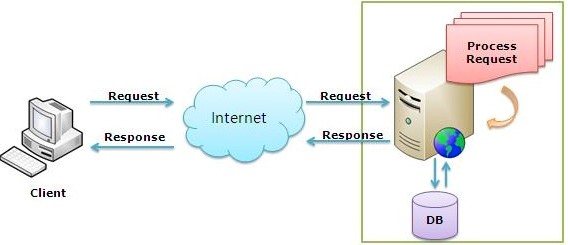 Process
Request
Request
Request
Internet
Response
Response
Client
DB